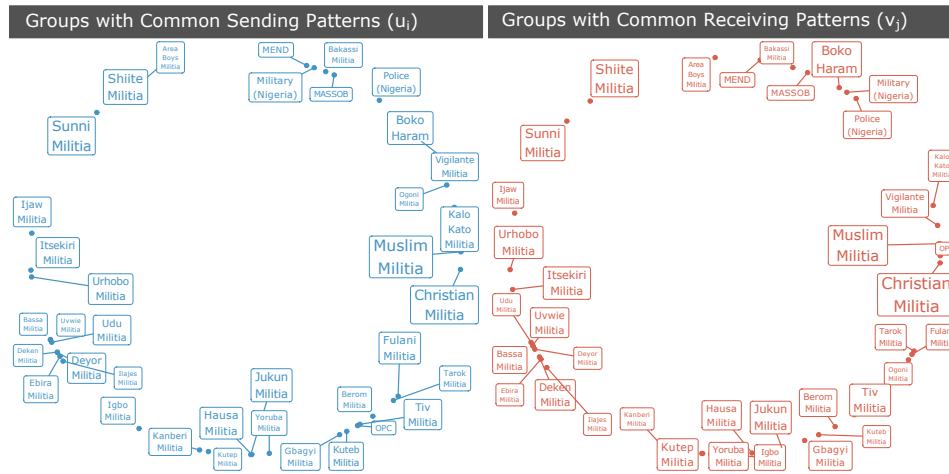 Groups with Common Sending Patterns (uᵢ)
Area
Boys
Militia
Shiite
Militia
Sunni
Militia
MEND
Bakassi
Militia
Military
(Nigeria)
MASSOB
Police
(Nigeria)
Boko
Haram
Vigilante
Militia
Ogoni
Militia
Ijaw
Militia
Itsekiri
Militia
Urhobo
Militia
Kalo
Kato
Militia
Muslim
Militia
Christian
Militia
Bassa
Militia
Uvwie
Militia
Udu
Militia
Deken
Militia
Deyor
Militia
Ilajes
Militia
Ebira
Militia
Igbo
Militia
Kanberi
Militia
Hausa
Militia
Kutep
Militia
Jukun
Militia
Yoruba
Militia
Fulani
Militia
Tarok
Militia
Berom
Militia
Tiv
Militia
OPC
Gbagyi
Militia
Kuteb
Militia
Groups with Common Receiving Patterns (vⱼ)
Shiite
Militia
Sunni
Militia
Area
Boys
Militia
MEND
Bakassi
Militia
MASSOB
Boko
Haram
Military
(Nigeria)
Police
(Nigeria)
Kalo
Kato
Militia
Vigilante
Militia
Muslim
Militia
Christian
Militia
Ijaw
Militia
Urhobo
Militia
Itsekiri
Militia
Udu
Militia
Uvwie
Militia
Bassa
Militia
Deyor
Militia
Ebira
Militia
Deken
Militia
Ilajes
Militia
Kanberi
Militia
Kutep
Militia
Hausa
Militia
Yoruba
Militia
Jukun
Militia
Igbo
Militia
Berom
Militia
Kuteb
Militia
Gbagyi
Militia
Tarok
Militia
Fulani
Militia
Ogoni
Militia
Tiv
Militia